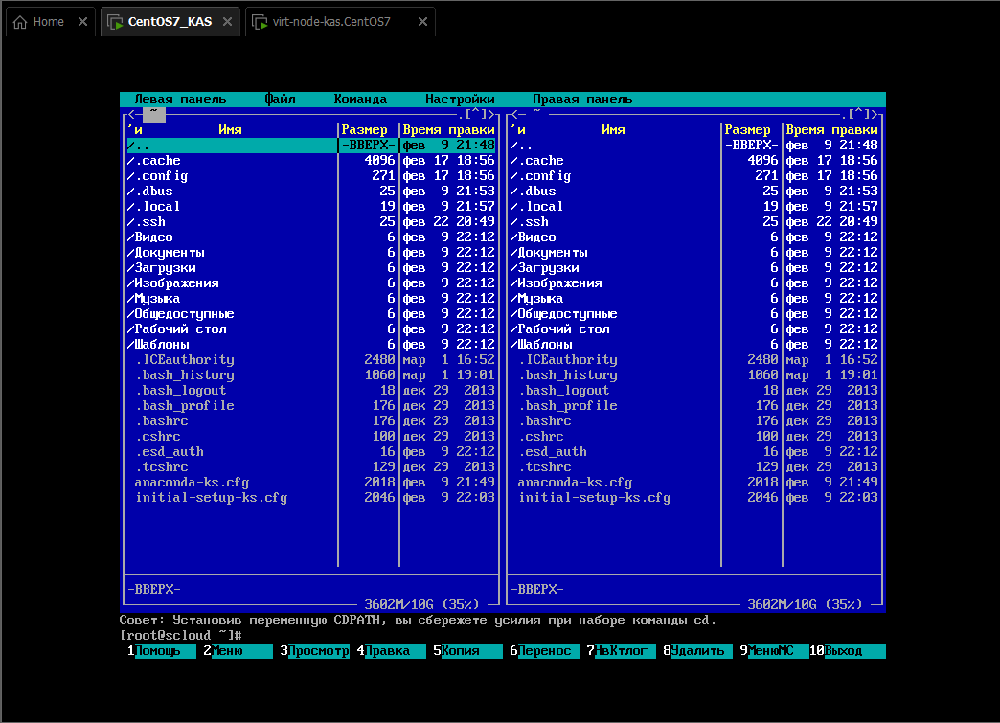 Home × CentOS7_KAS × virt-node-kas.CentOS7 ×
Левая панель Файл Команда Настройки Правая панель
<─ ~ .[^]> <─ ~ .[^]>
'и Имя Размер Время правки 'и Имя Размер Время правки
/.. -ВВЕРХ- фев 9 21:48 /.. -ВВЕРХ- фев 9 21:48
/.cache 4096 фев 17 18:56 /.cache 4096 фев 17 18:56
/.config 271 фев 17 18:56 /.config 271 фев 17 18:56
/.dbus 25 фев 9 21:53 /.dbus 25 фев 9 21:53
/.local 19 фев 9 21:57 /.local 19 фев 9 21:57
/.ssh 25 фев 22 20:49 /.ssh 25 фев 22 20:49
/Видео 6 фев 9 22:12 /Видео 6 фев 9 22:12
/Документы 6 фев 9 22:12 /Документы 6 фев 9 22:12
/Загрузки 6 фев 9 22:12 /Загрузки 6 фев 9 22:12
/Изображения 6 фев 9 22:12 /Изображения 6 фев 9 22:12
/Музыка 6 фев 9 22:12 /Музыка 6 фев 9 22:12
/Общедоступные 6 фев 9 22:12 /Общедоступные 6 фев 9 22:12
/Рабочий стол 6 фев 9 22:12 /Рабочий стол 6 фев 9 22:12
/Шаблоны 6 фев 9 22:12 /Шаблоны 6 фев 9 22:12
.ICEauthority 2480 мар 1 16:52 .ICEauthority 2480 мар 1 16:52
.bash_history 1060 мар 1 19:01 .bash_history 1060 мар 1 19:01
.bash_logout 18 дек 29 2013 .bash_logout 18 дек 29 2013
.bash_profile 176 дек 29 2013 .bash_profile 176 дек 29 2013
.bashrc 176 дек 29 2013 .bashrc 176 дек 29 2013
.cshrc 100 дек 29 2013 .cshrc 100 дек 29 2013
.esd_auth 16 фев 9 22:12 .esd_auth 16 фев 9 22:12
.tcshrc 129 дек 29 2013 .tcshrc 129 дек 29 2013
anaconda-ks.cfg 2018 фев 9 21:49 anaconda-ks.cfg 2018 фев 9 21:49
initial-setup-ks.cfg 2046 фев 9 22:03 initial-setup-ks.cfg 2046 фев 9 22:03
-ВВЕРХ- -ВВЕРХ-
3602M/10G (35%) 3602M/10G (35%)
Совет: Установив переменную CDPATH, вы сбережете усилия при наборе команды cd.
[root@scloud ~]#
1Помощь 2Меню 3Просмотр 4Правка 5Копия 6Перенос 7НвКтлог 8Удалить 9МенюMC 10Выход